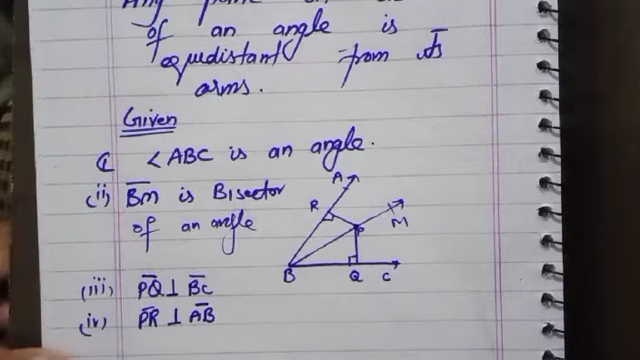 Any
of an angle is
equidistant from its
arms.
Given
(i ∠ABC is an angle.
(ii) BM is Bisector
of an angle
(iii) PQ ⊥ BC
(iv) PR ⊥ AB
A
R
P
M
B
Q
C